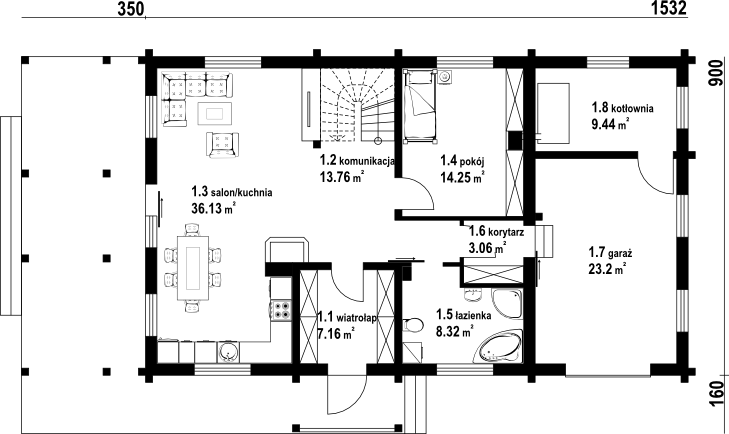 350
1532
900
1.8 kotłownia
9.44 m²
1.2 komunikacja
13.76 m²
1.4 pokój
14.25 m²
1.3 salon/kuchnia
36.13 m²
1.6 korytarz
3.06 m²
1.7 garaż
23.2 m²
1.1 wiatrołap
7.16 m²
1.5 łazienka
8.32 m²
160